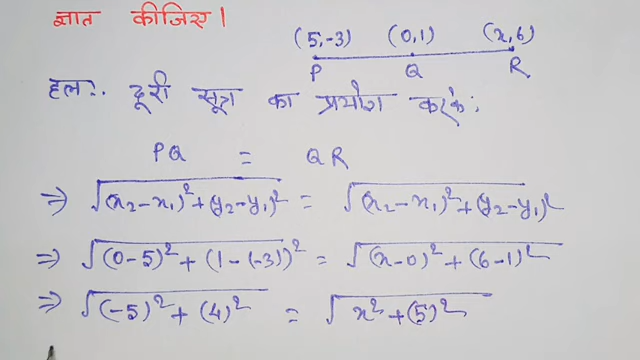 ज्ञात कीजिए।
(5,-3) (0,1) (x,6)
P Q R
हल:. दूरी सूत्र का प्रयोग करके:
PQ = QR
⇒ √(x₂-x₁)²+(y₂-y₁)² = √(x₂-x₁)²+(y₂-y₁)²
⇒ √(0-5)²+(1-(-3))² = √(x-0)²+(6-1)²
⇒ √(-5)²+(4)² = √x²+(5)²